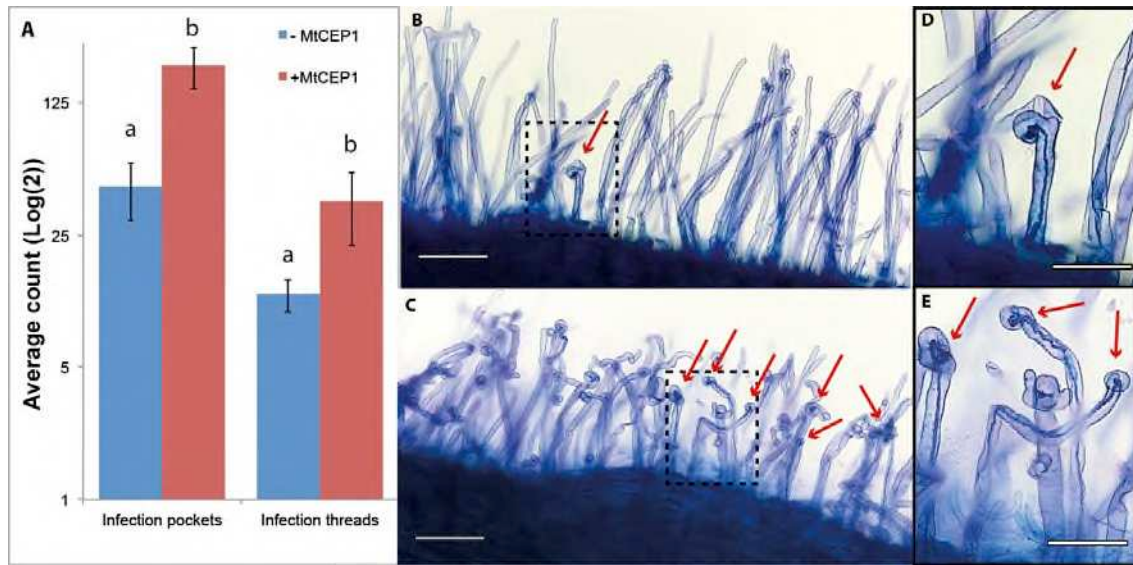 A
- MtCEP1
+MtCEP1
b
a
b
a
Average count (Log(2))
125
25
5
1
Infection pockets
Infection threads
B
C
D
E